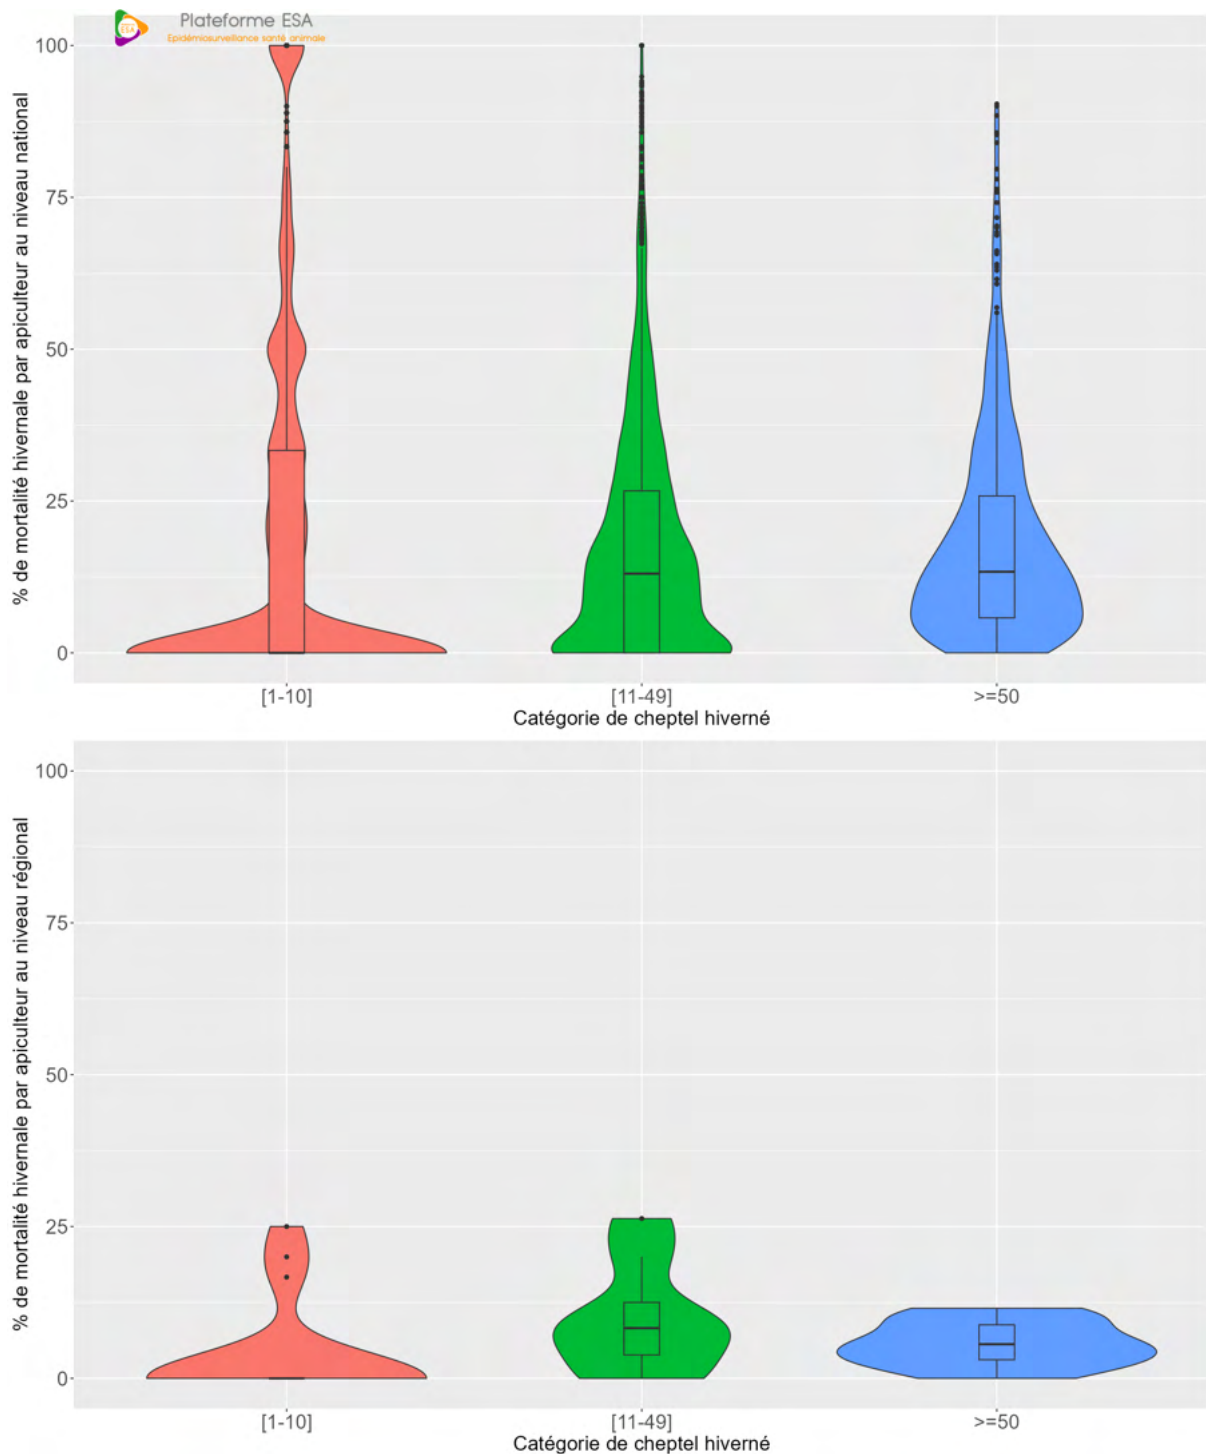 Plateforme ESA
ESA
Epidémiosurveillance santé animale
% de mortalité hivernale par apiculteur au niveau national
100
75
50
25
0
[1-10] [11-49] >=50
Catégorie de cheptel hiverné
% de mortalité hivernale par apiculteur au niveau régional
100
75
50
25
0
[1-10] [11-49] >=50
Catégorie de cheptel hiverné